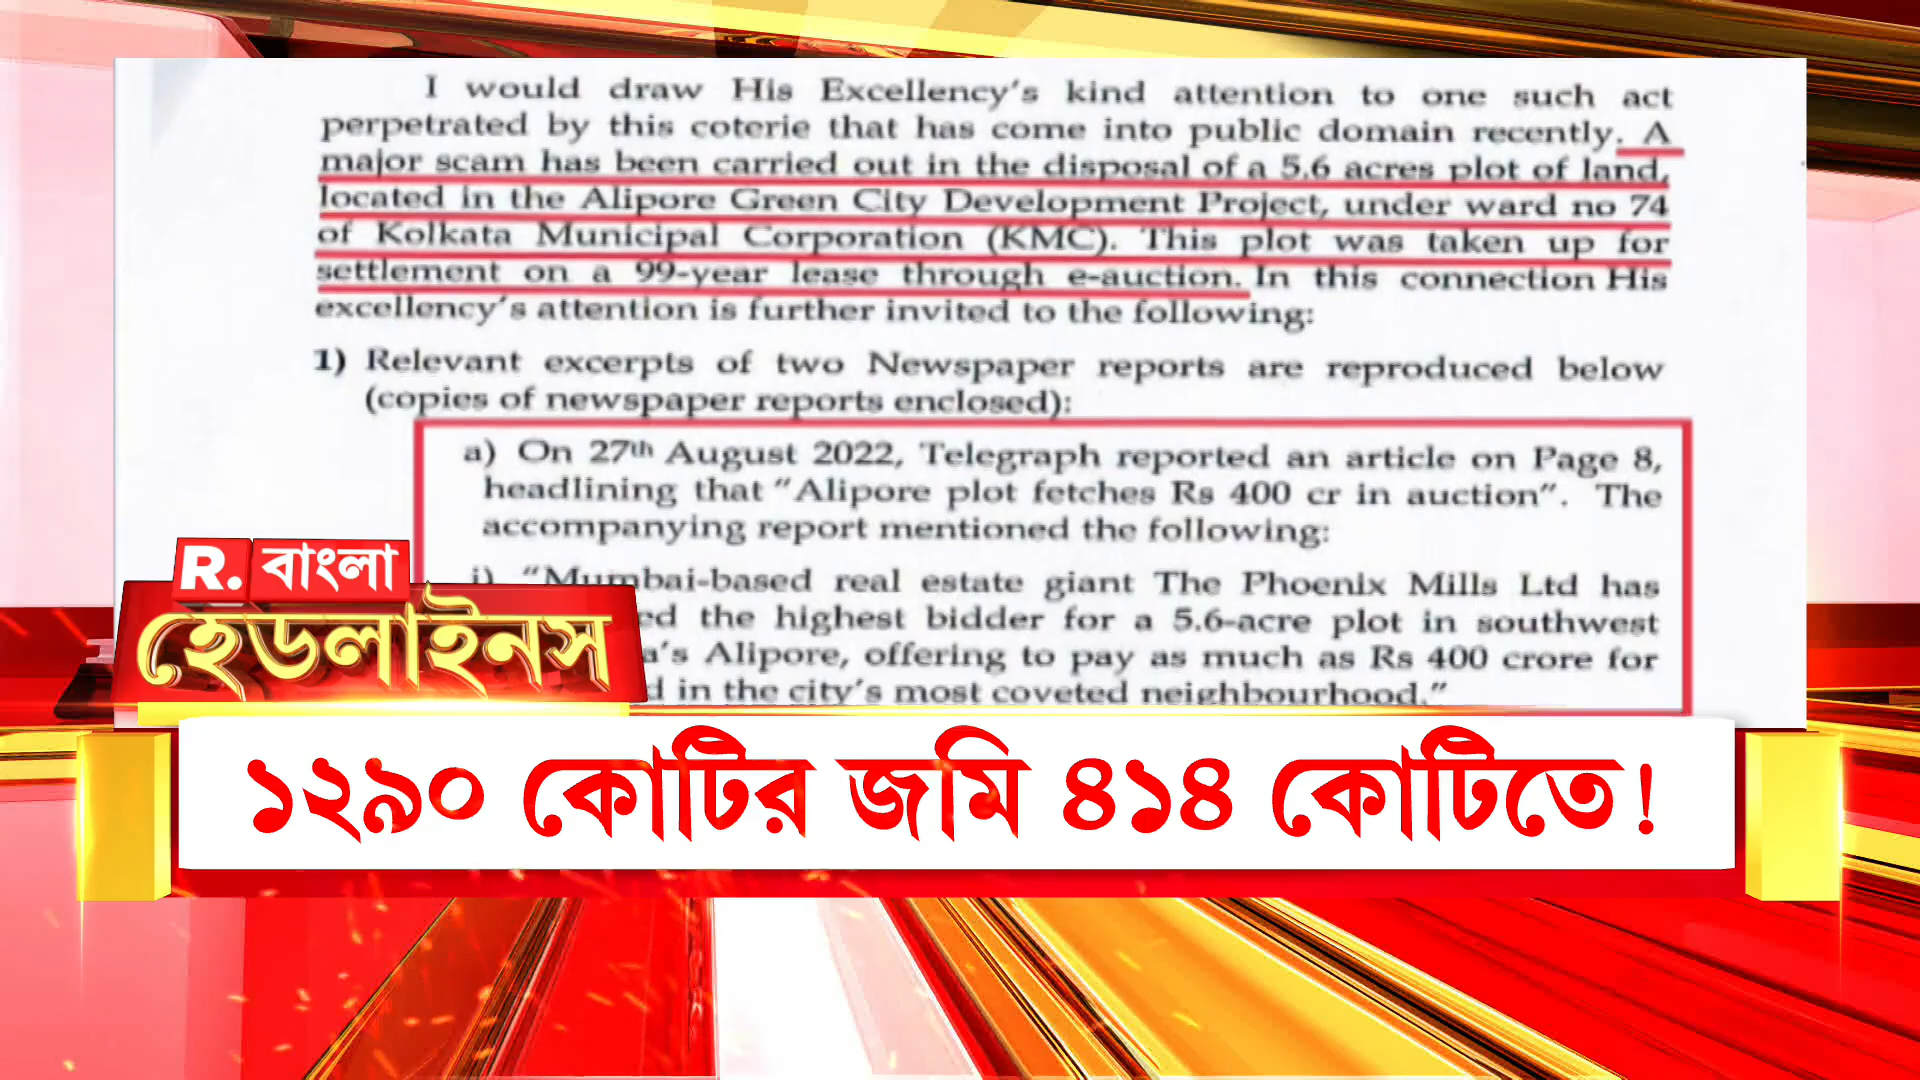 I would draw His Excellency's kind attention to one such act
perpetrated by this coterie that has come into public domain recently. A
major scam has been carried out in the disposal of a 5.6 acres plot of land,
located in the Alipore Green City Development Project, under ward no 74
of Kolkata Municipal Corporation (KMC). This plot was taken up for
settlement on a 99-year lease through e-auction. In this connection His
excellency's attention is further invited to the following:
1) Relevant excerpts of two Newspaper reports are reproduced below
(copies of newspaper reports enclosed):
a) On 27th August 2022, Telegraph reported an article on Page 8,
headlining that "Alipore plot fetches Rs 400 cr in auction". The
accompanying report mentioned the following:
i) "Mumbai-based real estate giant The Phoenix Mills Ltd has
the highest bidder for a 5.6-acre plot in southwest
Alipore, offering to pay as much as Rs 400 crore for
in the city's most coveted neighbourhood."
R. বাংলা
হেডলাইনস
১২৯০ কোটির জমি ৪১৪ কোটিতে!